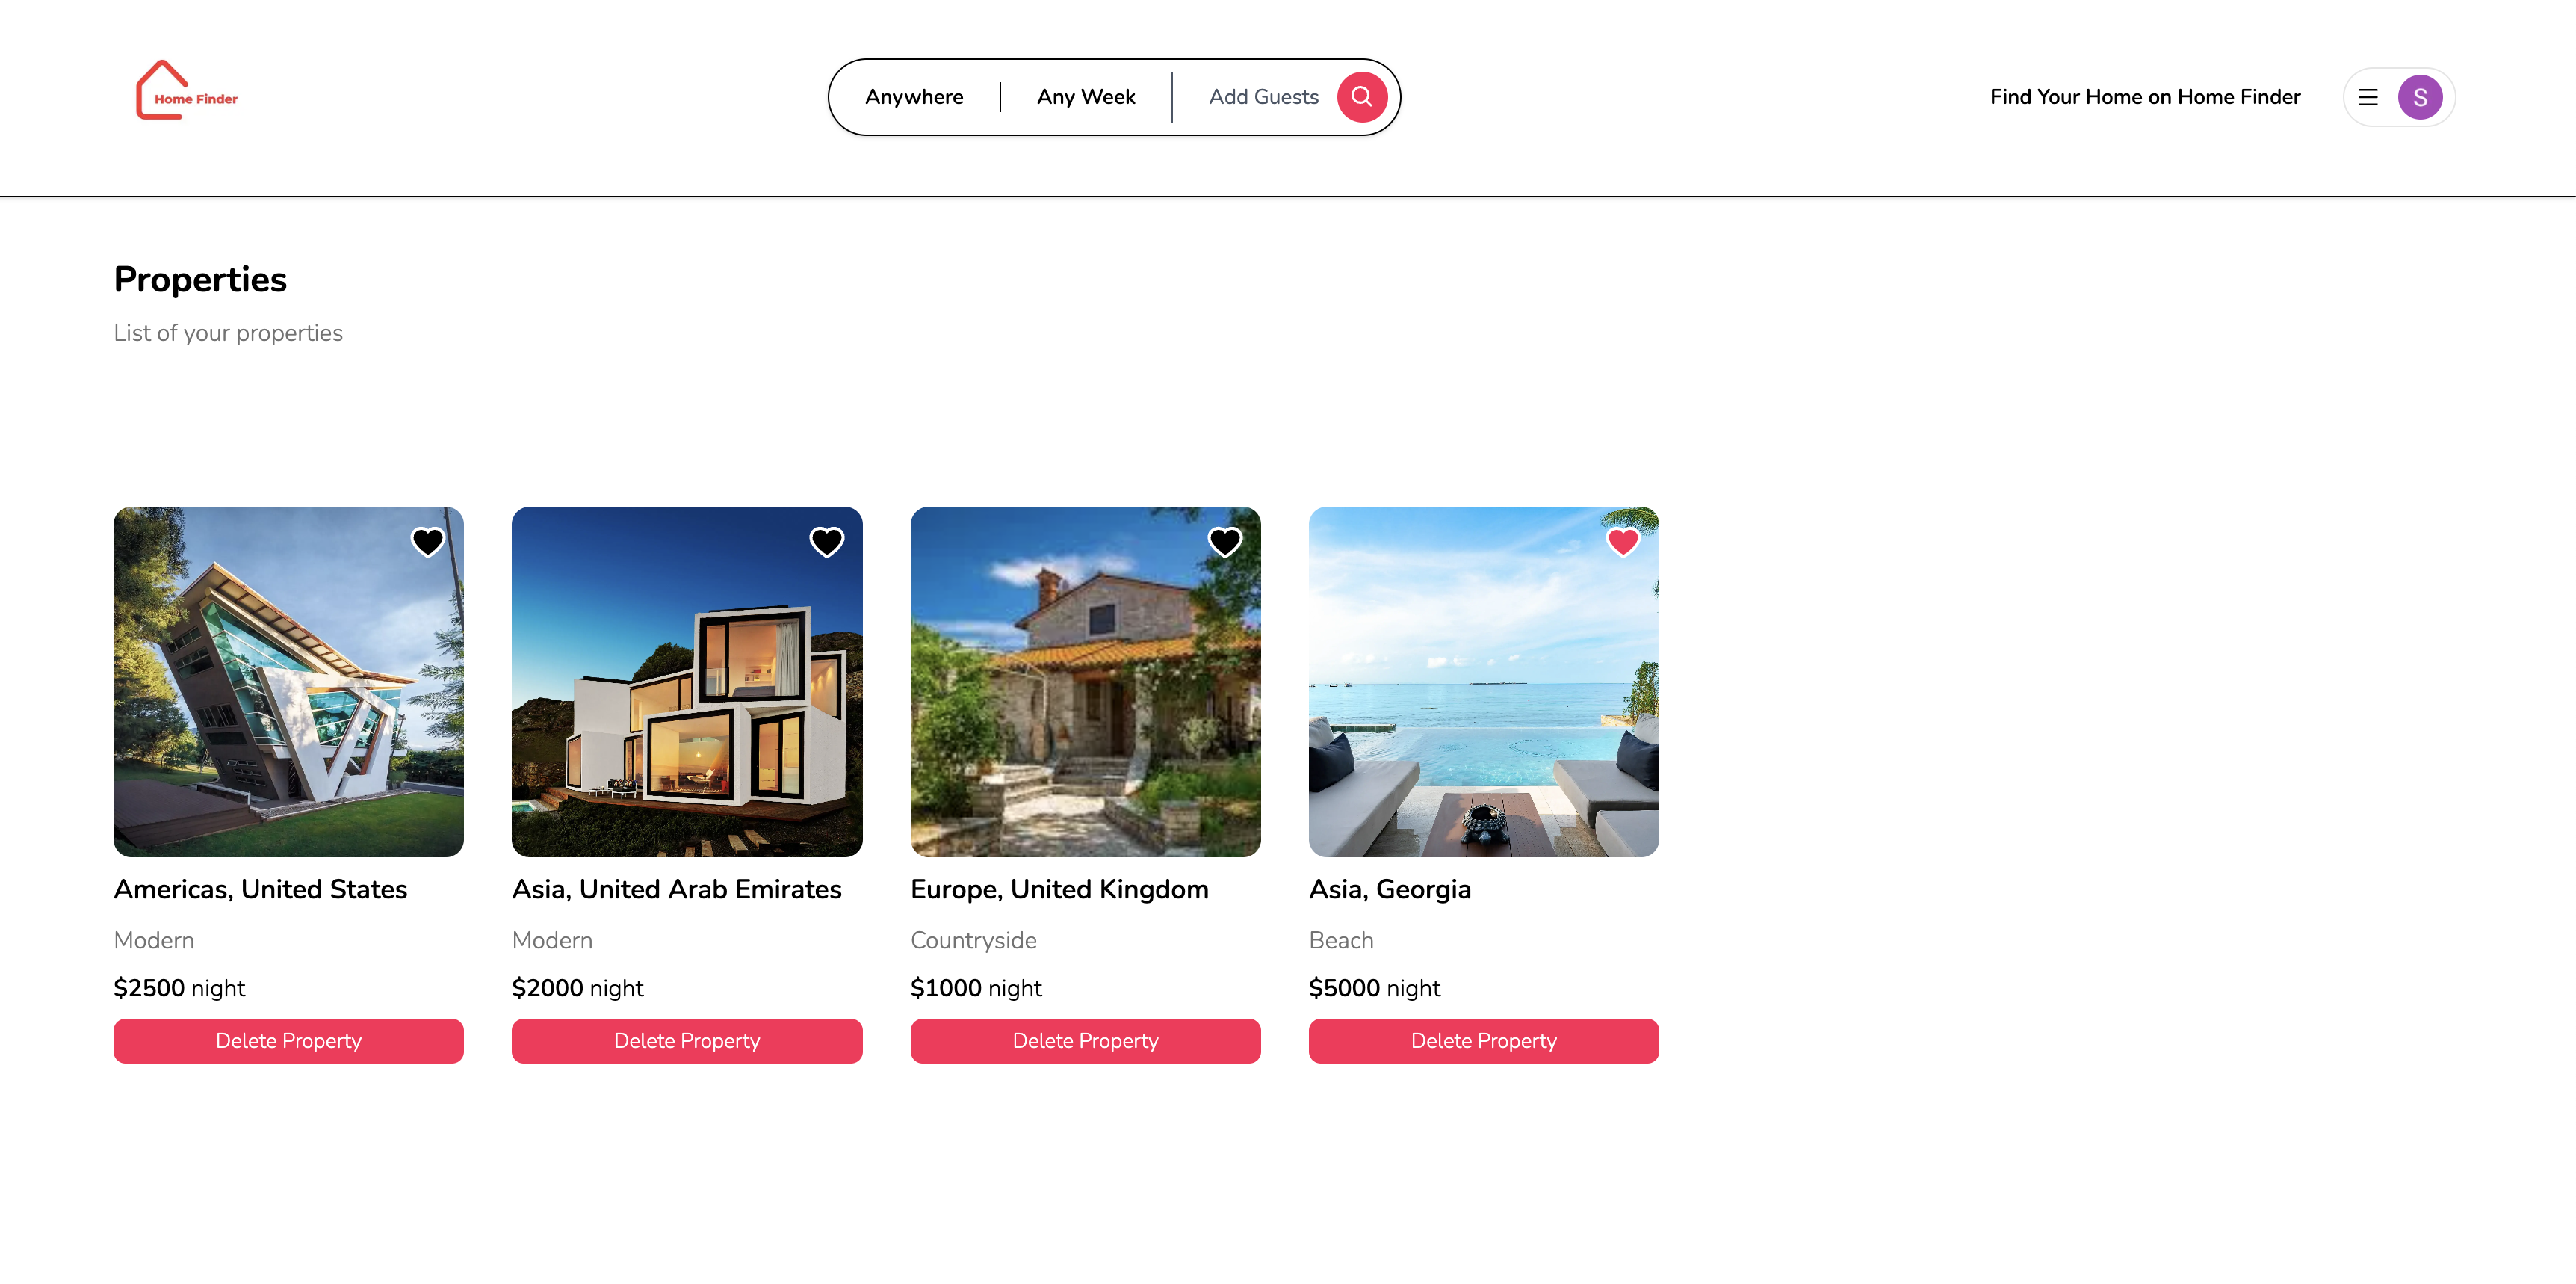 Home Finder
Anywhere
Any Week
Add Guests
Find Your Home on Home Finder
S
Properties
List of your properties
Americas, United States
Modern
$2500 night
Delete Property
Asia, United Arab Emirates
Modern
$2000 night
Delete Property
Europe, United Kingdom
Countryside
$1000 night
Delete Property
Asia, Georgia
Beach
$5000 night
Delete Property